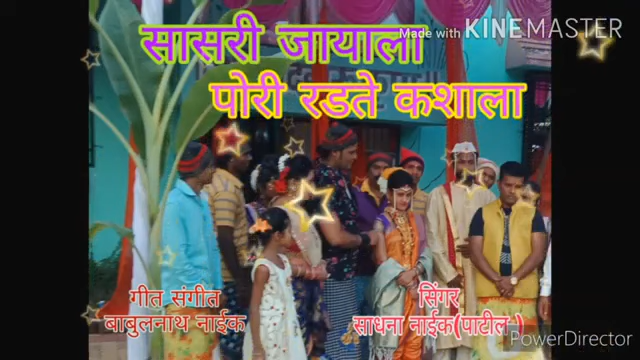 Made with KINEMASTER
सासरी जायाला
पोरी रडते कशाला
गीत संगीत
बाबुलनाथ नाईक
सिंगर
साधना नाईक(पाटील )
PowerDirector